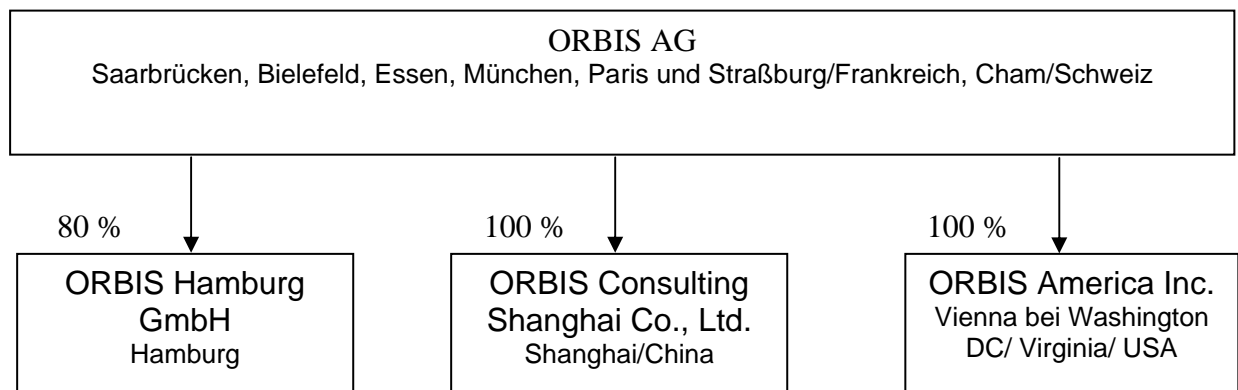 ORBIS AG
Saarbrücken, Bielefeld, Essen, München, Paris und Straßburg/Frankreich, Cham/Schweiz
80 %
100 %
100 %
ORBIS Hamburg
GmbH
Hamburg
ORBIS Consulting
Shanghai Co., Ltd.
Shanghai/China
ORBIS America Inc.
Vienna bei Washington
DC/ Virginia/ USA